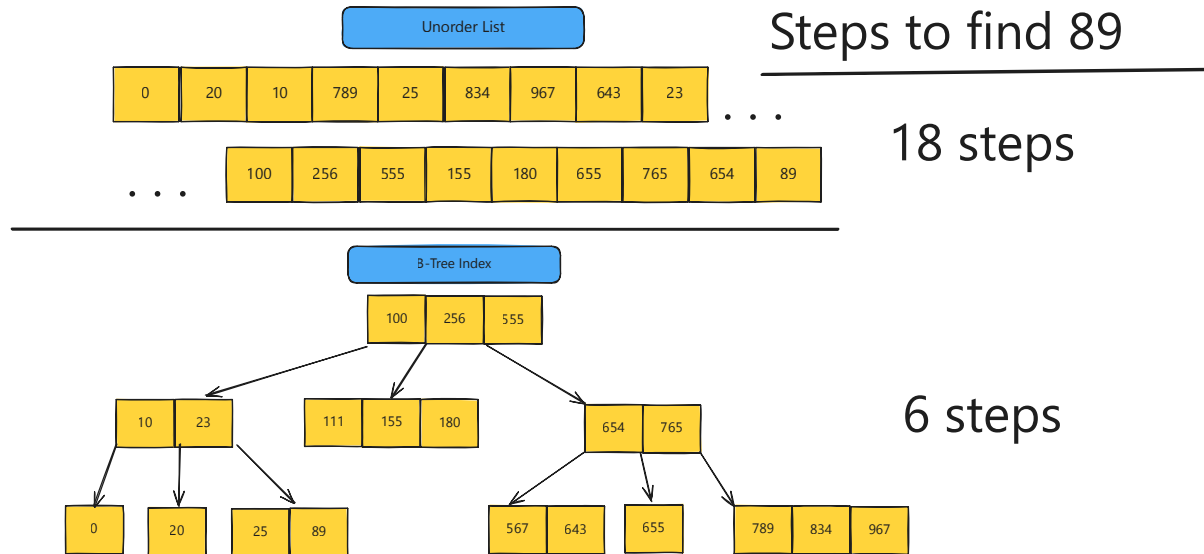 Unorder List
Steps to find 89
0 20 10 789 25 834 967 643 23 . . .
18 steps
. . . 100 256 555 155 180 655 765 654 89
B-Tree Index
100 256 555
10 23 111 155 180 654 765
6 steps
0 20 25 89 567 643 655 789 834 967